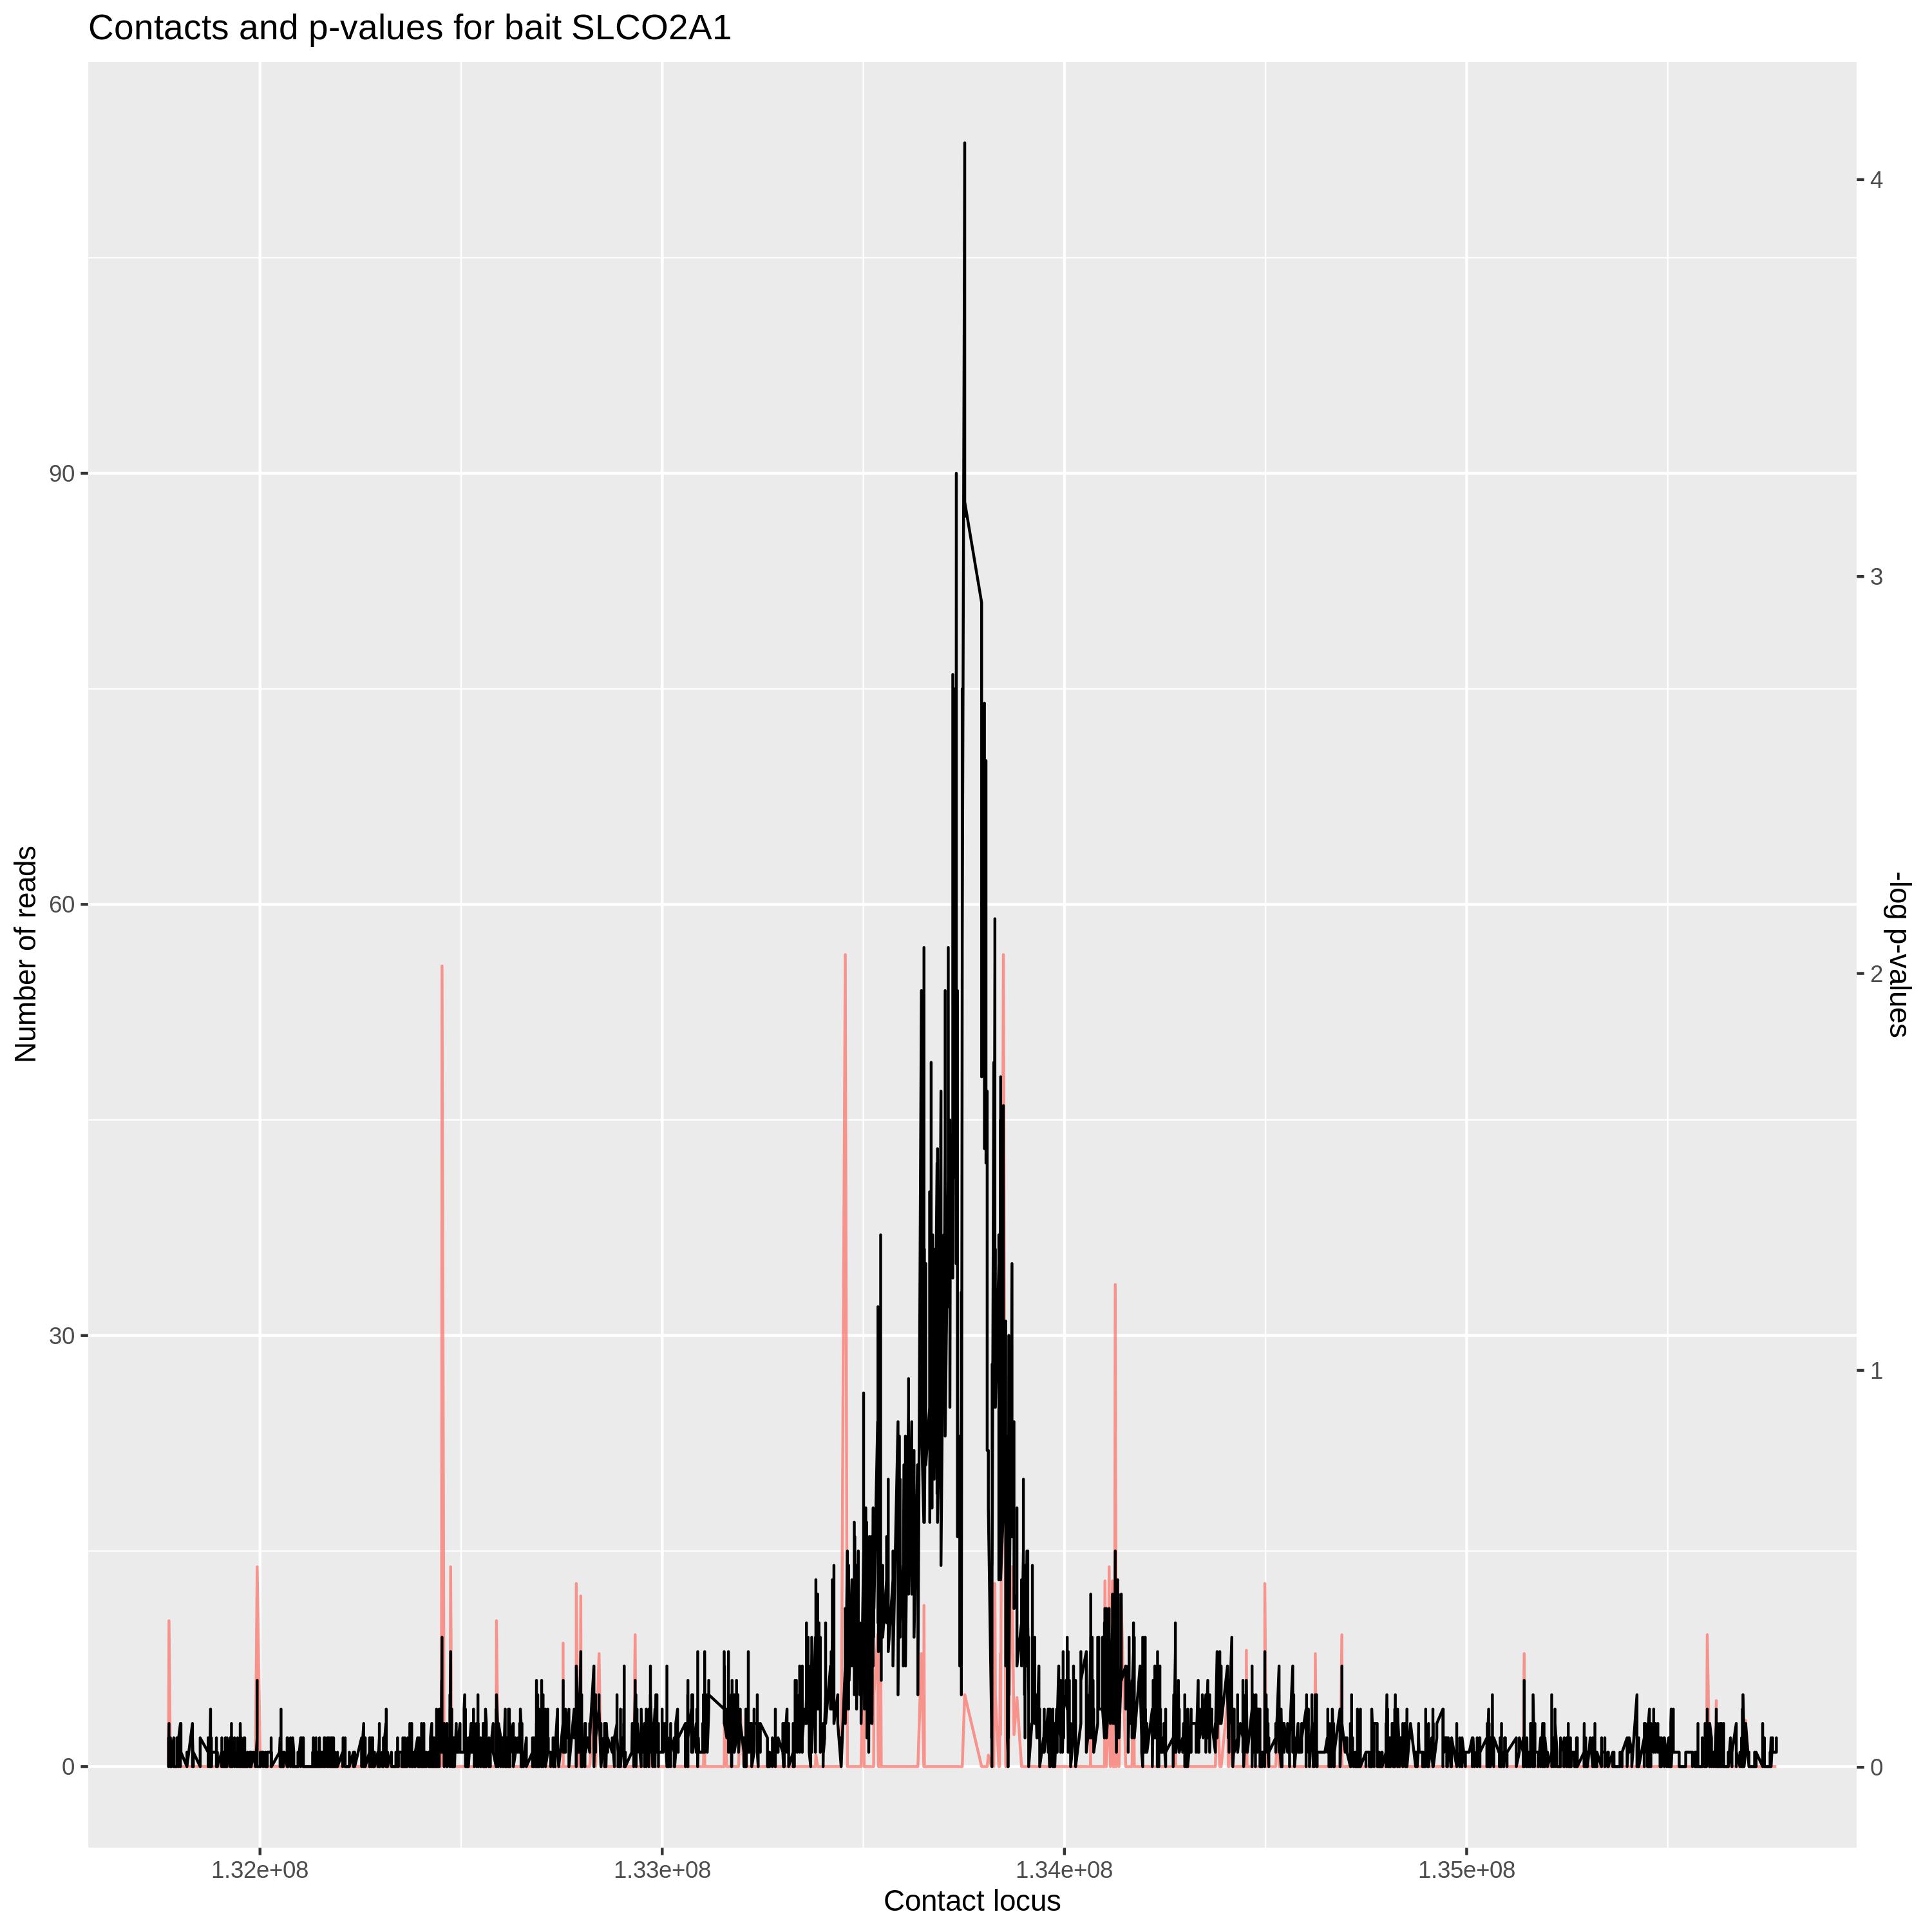 Contacts and p-values for bait SLCO2A1
Number of reads
90
60
30
0
4
3
2
1
0
-log p-values
1.32e+08
1.33e+08
1.34e+08
1.35e+08
Contact locus